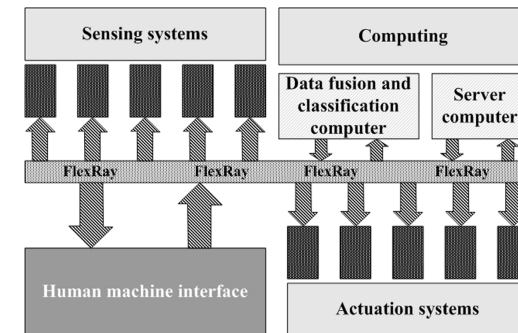 Sensing systems
Computing
Data fusion and
classification
computer
Server
computer
FlexRay
FlexRay
FlexRay
FlexRay
Human machine interface
Actuation systems